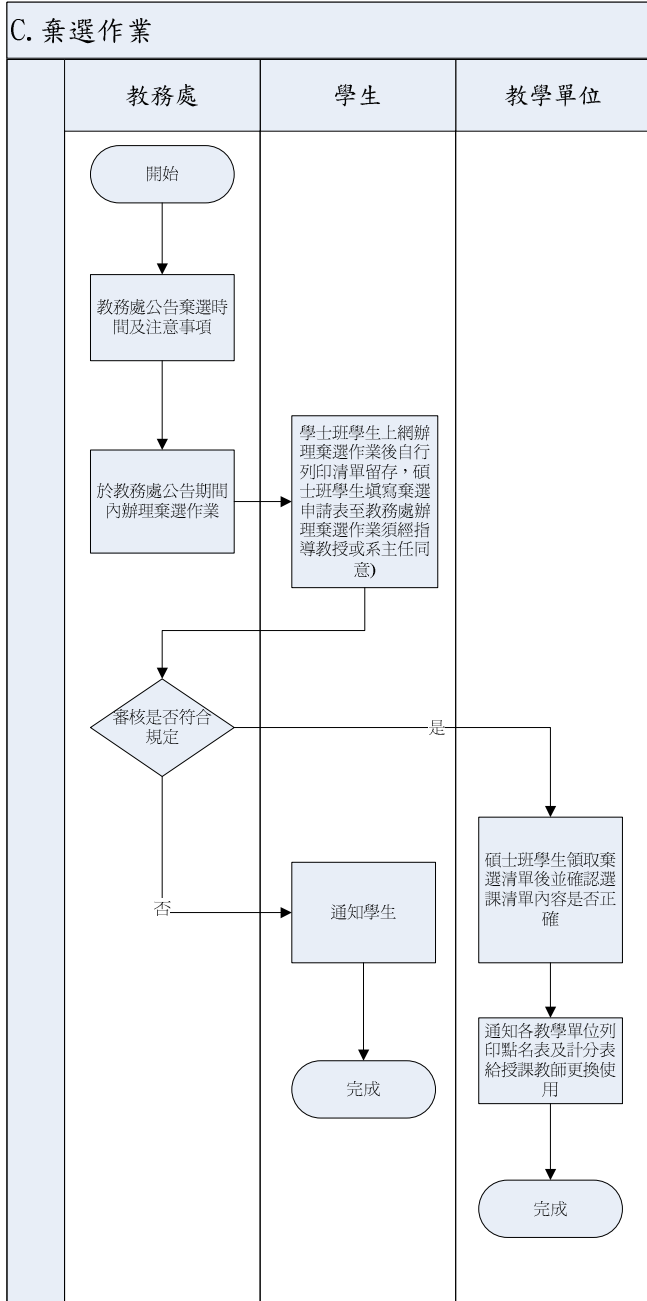 C. 棄選作業
教務處
學生
教學單位
開始
教務處公告棄選時
間及注意事項
於教務處公告期間
內辦理棄選作業
學士班學生上網辦
理棄選作業後自行
列印清單留存，碩
士班學生填寫棄選
申請表至教務處辦
理棄選作業須經指
導教授或系主任同
意)
審核是否符合
規定
是
否
碩士班學生領取棄
選清單後並確認選
課清單內容是否正
確
通知學生
通知各教學單位列
印點名表及計分表
給授課教師更換使
用
完成
完成